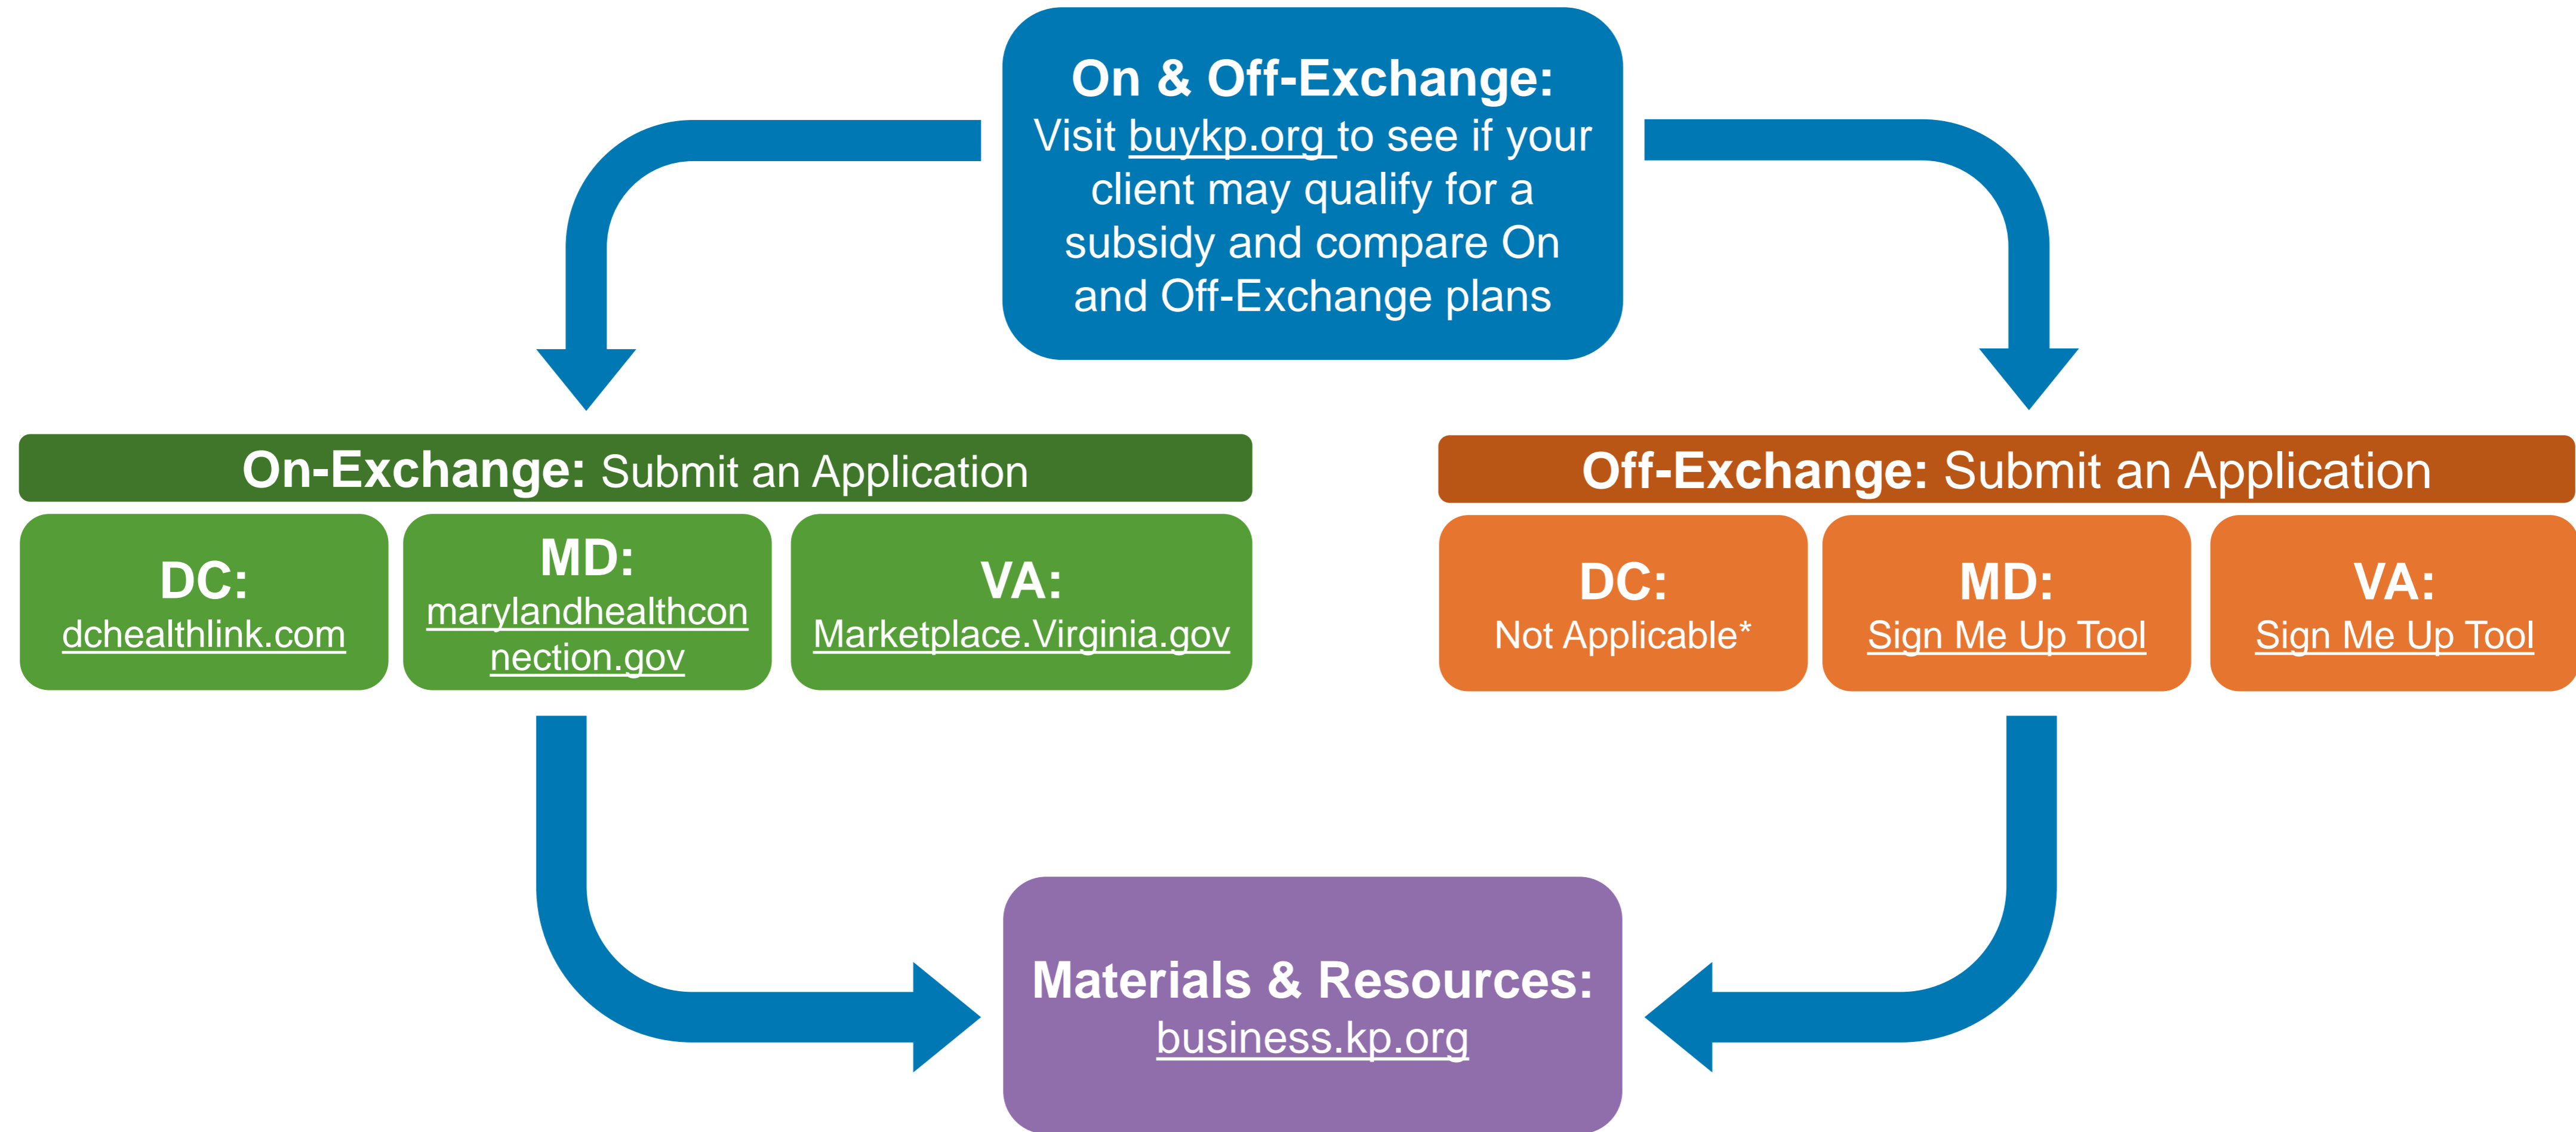 On & Off-Exchange:
Visit buykp.org to see if your
client may qualify for a
subsidy and compare On
and Off-Exchange plans
On-Exchange: Submit an Application
DC:
dchealthlink.com
MD:
marylandhealthcon
nection.gov
VA:
Marketplace.Virginia.gov
Off-Exchange: Submit an Application
DC:
Not Applicable*
MD:
Sign Me Up Tool
VA:
Sign Me Up Tool
Materials & Resources:
business.kp.org